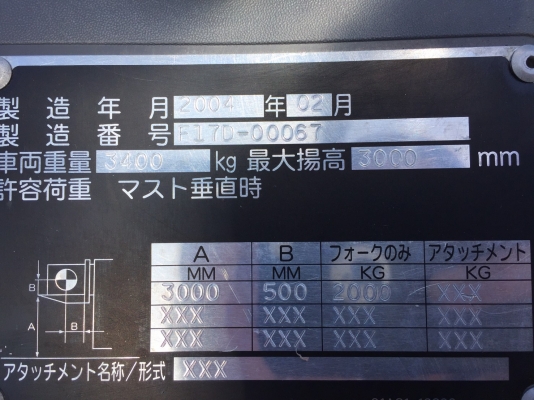 製造年月 2004 年 02 月
製造番号 F17D-00067
車両重量 3400 kg 最大揚高 3000 mm
許容荷重 マスト垂直時
A B フォークのみ アタッチメント
MM MM KG KG
3000 500 2000 XXX
XXX XXX XXX XXX
XXX XXX XXX XXX
B
A B
アタッチメント名称/形式 XXX